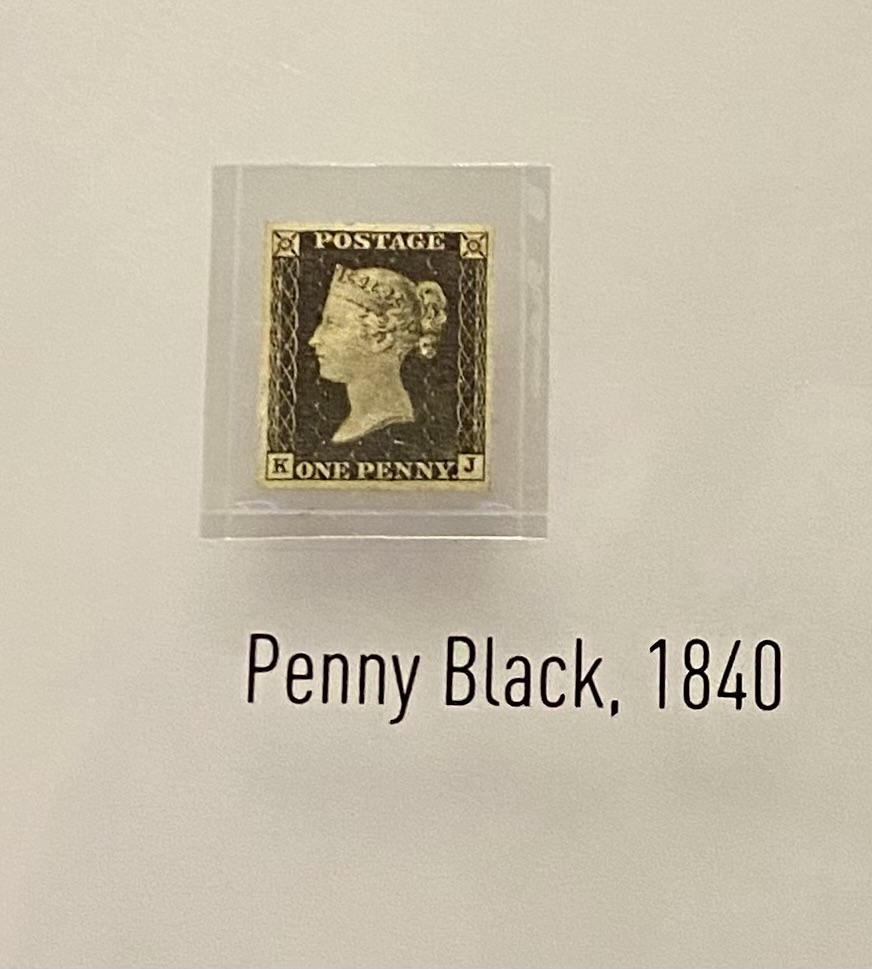 POSTAGE
K ONE PENNY. J
Penny Black, 1840